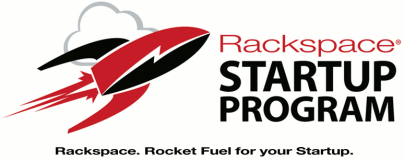 Rackspace®
STARTUP
PROGRAM
Rackspace. Rocket Fuel for your Startup.